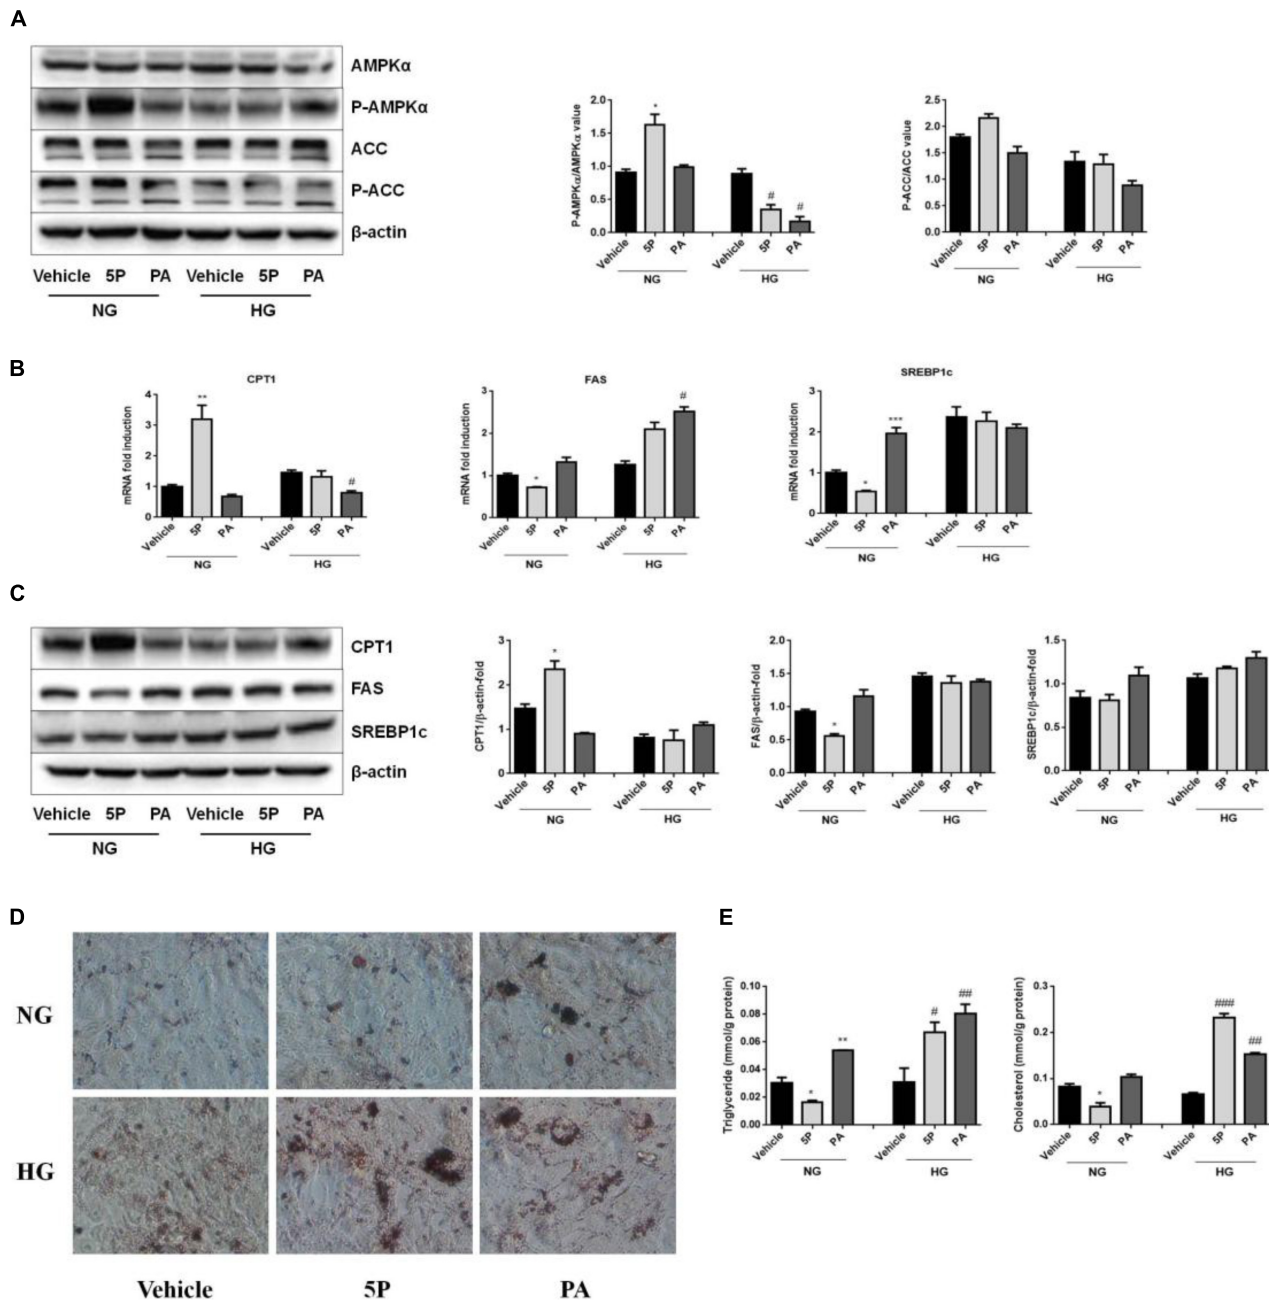 A
AMPKα
P-AMPKα
ACC
P-ACC
β-actin
Vehicle 5P PA Vehicle 5P PA
NG HG
P-AMPKα/AMPKα value
2.0
1.5
1.0
0.5
0.0
*
# #
Vehicle 5P PA Vehicle 5P PA
NG HG
P-ACC/ACC value
2.5
2.0
1.5
1.0
0.5
0.0
Vehicle 5P PA Vehicle 5P PA
NG HG
B
CPT1
mRNA fold induction
4
3
2
1
0
**
#
Vehicle 5P PA Vehicle 5P PA
NG HG
FAS
mRNA fold induction
3
2
1
0
*
#
Vehicle 5P PA Vehicle 5P PA
NG HG
SREBP1c
mRNA fold induction
3
2
1
0
*
***
Vehicle 5P PA Vehicle 5P PA
NG HG
C
CPT1
FAS
SREBP1c
β-actin
Vehicle 5P PA Vehicle 5P PA
NG HG
CPT1/β-actin-fold
3
2
1
0
*
Vehicle 5P PA Vehicle 5P PA
NG HG
FAS/β-actin-fold
2.0
1.5
1.0
0.5
0.0
*
Vehicle 5P PA Vehicle 5P PA
NG HG
SREBP1c/β-actin-fold
1.5
1.0
0.5
0.0
Vehicle 5P PA Vehicle 5P PA
NG HG
D
NG
HG
Vehicle 5P PA
E
Triglyceride (mmol/g protein)
0.10
0.08
0.06
0.04
0.02
0.00
*
**
#
##
Vehicle 5P PA Vehicle 5P PA
NG HG
Cholesterol (mmol/g protein)
0.3
0.2
0.1
0.0
*
###
##
Vehicle 5P PA Vehicle 5P PA
NG HG